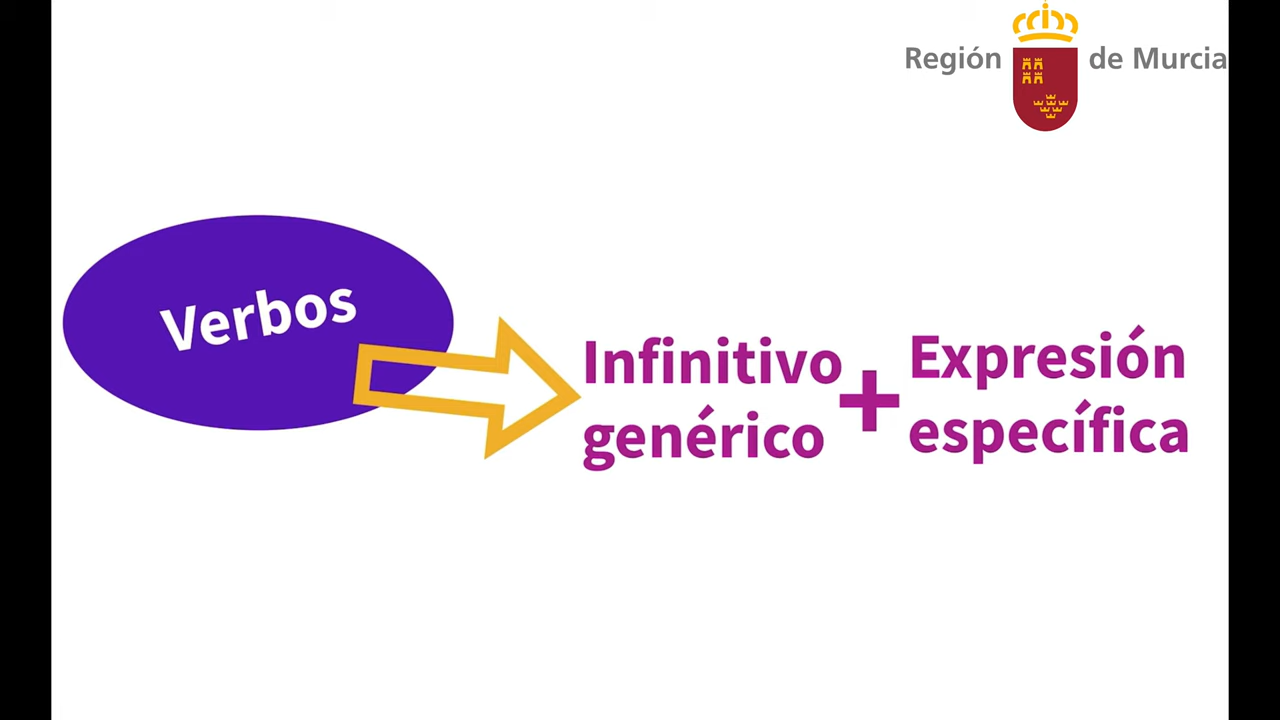 Región de Murcia
Verbos
Infinitivo
genérico
+
Expresión
específica